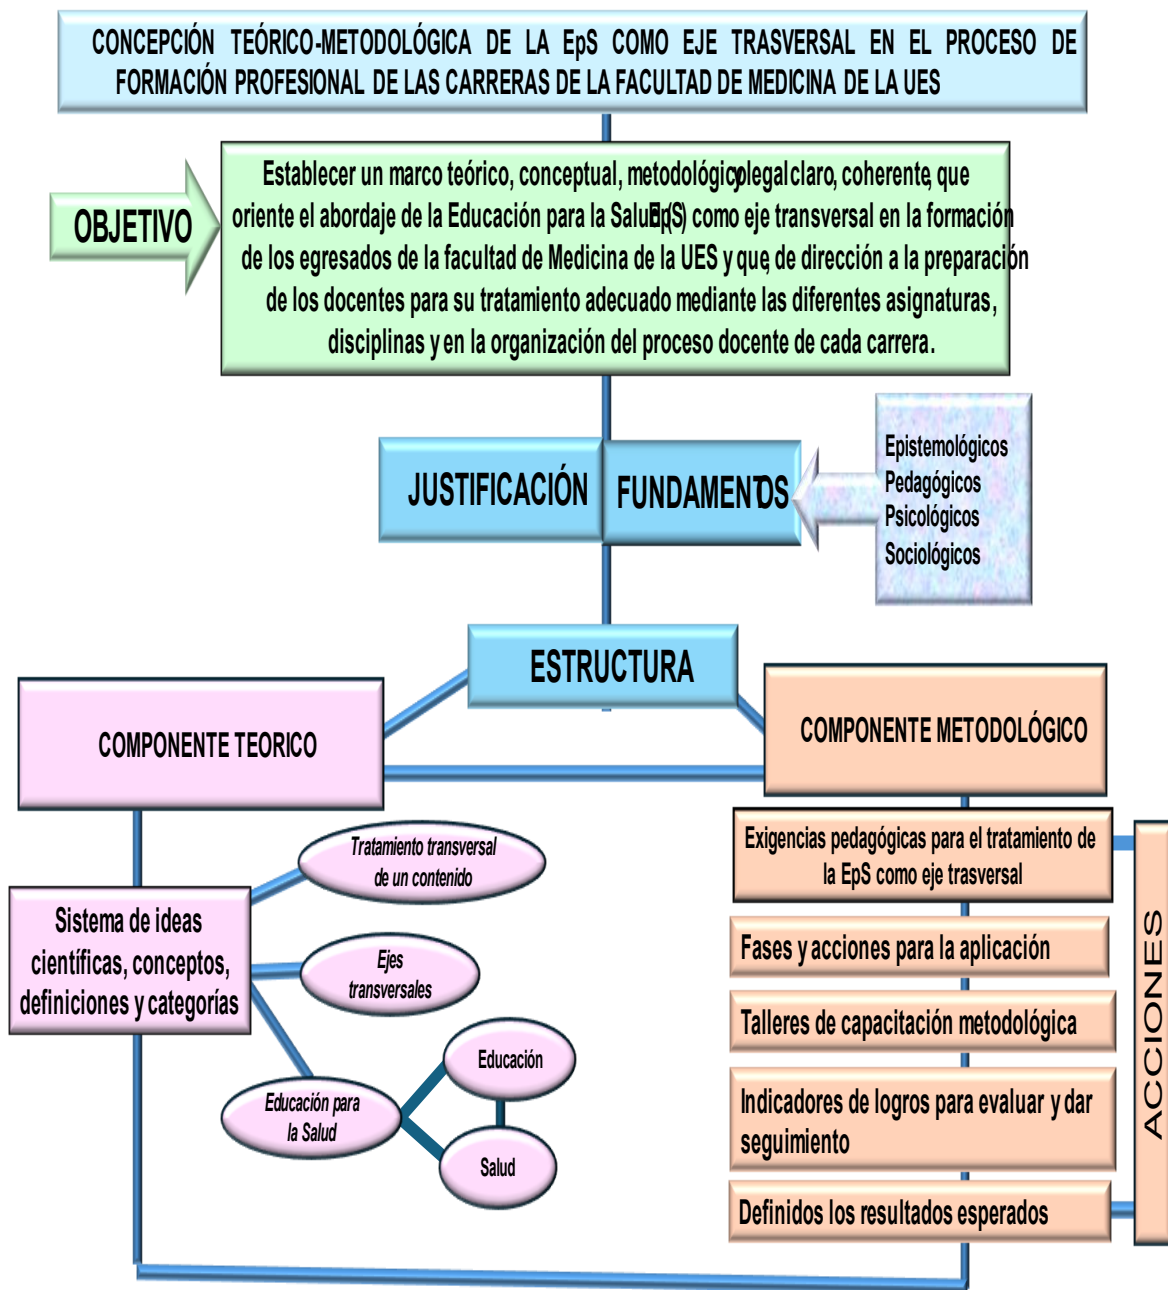 CONCEPCIÓN TEÓRICO-METODOLÓGICA DE LA EpS COMO EJE TRASVERSAL EN EL PROCESO DE
FORMACIÓN PROFESIONAL DE LAS CARRERAS DE LA FACULTAD DE MEDICINA DE LA UES
OBJETIVO
Establecer un marco teórico, conceptual, metodológico y legal claro, coherente, que
oriente el abordaje de la Educación para la Salud (EpS) como eje transversal en la formación
de los egresados de la facultad de Medicina de la UES y que, de dirección a la preparación
de los docentes para su tratamiento adecuado mediante las diferentes asignaturas,
disciplinas y en la organización del proceso docente de cada carrera.
JUSTIFICACIÓN
FUNDAMENTOS
Epistemológicos
Pedagógicos
Psicológicos
Sociológicos
ESTRUCTURA
COMPONENTE TEORICO
COMPONENTE METODOLÓGICO
Sistema de ideas
científicas, conceptos,
definiciones y categorías
Tratamiento transversal
de un contenido
Ejes
transversales
Educación para
la Salud
Educación
Salud
Exigencias pedagógicas para el tratamiento de
la EpS como eje trasversal
Fases y acciones para la aplicación
Talleres de capacitación metodológica
Indicadores de logros para evaluar y dar
seguimiento
Definidos los resultados esperados
ACCIONES